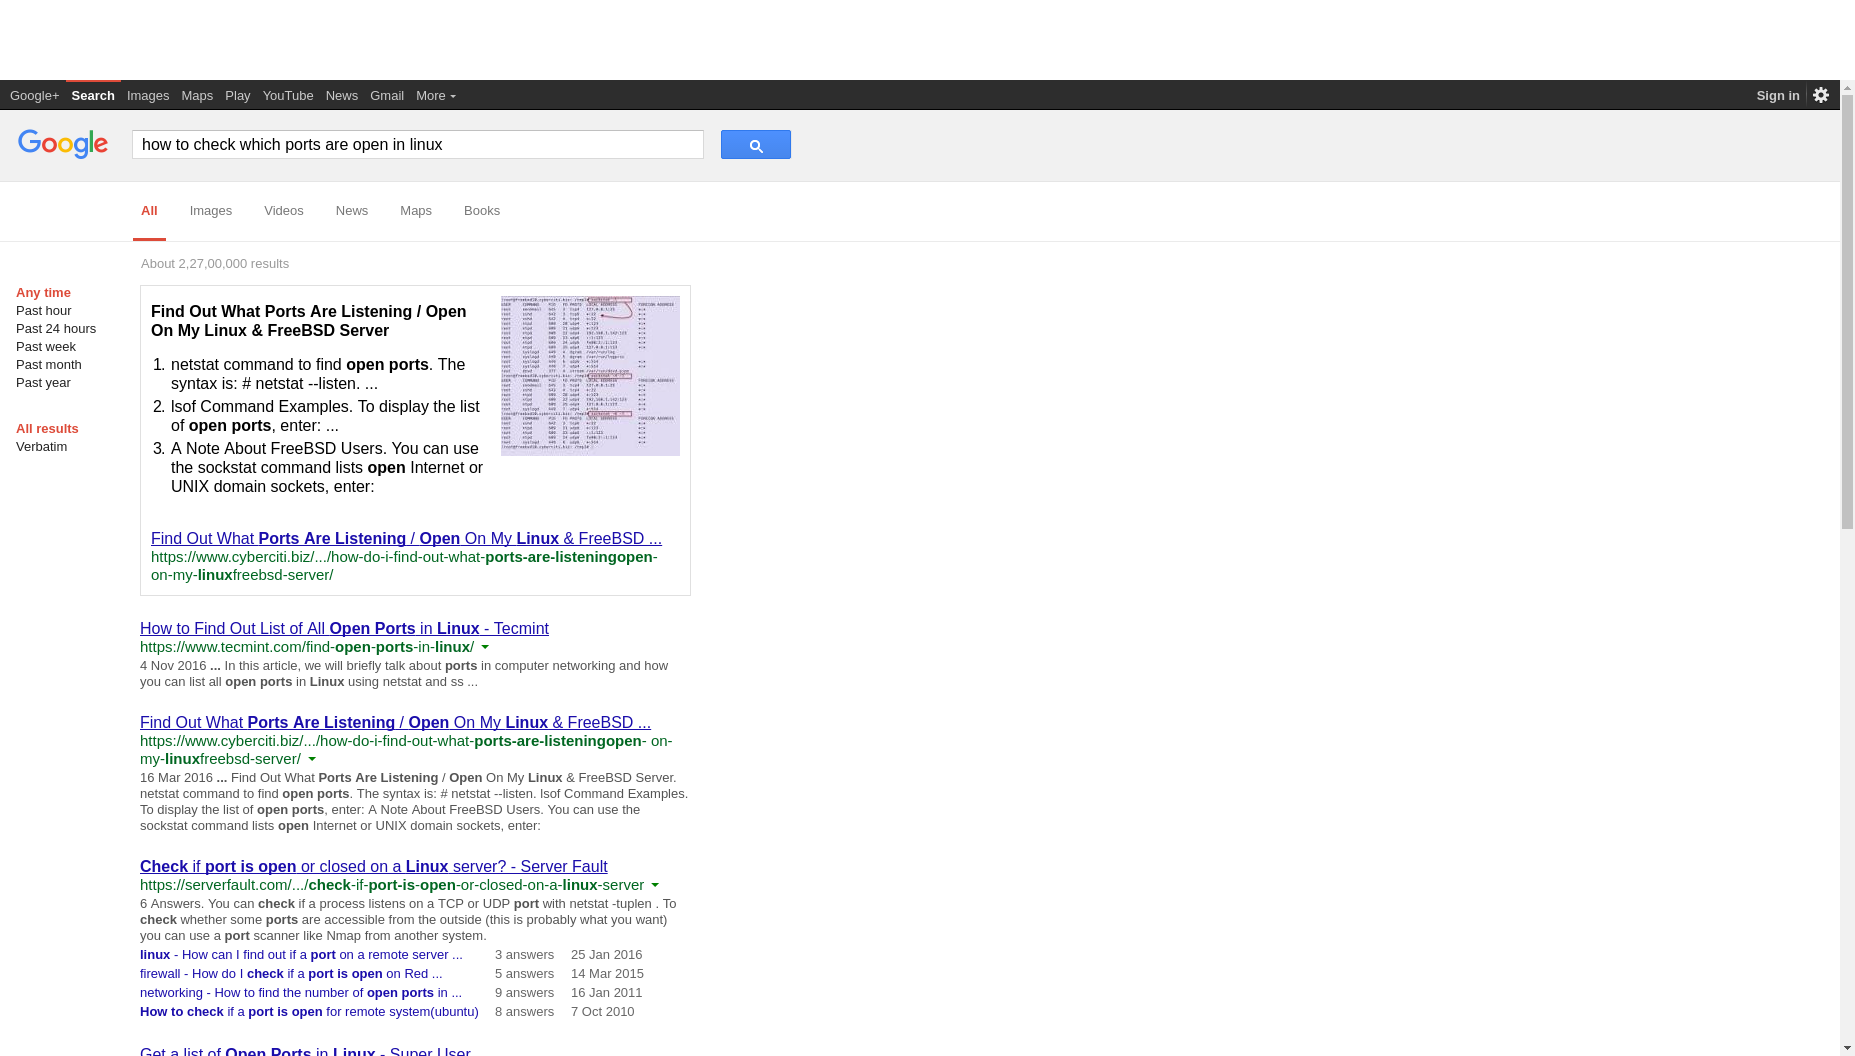 Google+ Search Images Maps Play YouTube News Gmail More Sign in
Google how to check which ports are open in linux
All Images Videos News Maps Books
About 2,27,00,000 results
Any time
Past hour
Past 24 hours
Past week
Past month
Past year
All results
Verbatim
Find Out What Ports Are Listening / Open
On My Linux & FreeBSD Server
1. netstat command to find open ports. The
syntax is: # netstat --listen. ...
2. lsof Command Examples. To display the list
of open ports, enter: ...
3. A Note About FreeBSD Users. You can use
the sockstat command lists open Internet or
UNIX domain sockets, enter:
Find Out What Ports Are Listening / Open On My Linux & FreeBSD ...
https://www.cyberciti.biz/.../how-do-i-find-out-what-ports-are-listeningopen-
on-my-linuxfreebsd-server/
How to Find Out List of All Open Ports in Linux - Tecmint
https://www.tecmint.com/find-open-ports-in-linux/
4 Nov 2016 ... In this article, we will briefly talk about ports in computer networking and how
you can list all open ports in Linux using netstat and ss ...
Find Out What Ports Are Listening / Open On My Linux & FreeBSD ...
https://www.cyberciti.biz/.../how-do-i-find-out-what-ports-are-listeningopen- on-
my-linuxfreebsd-server/
16 Mar 2016 ... Find Out What Ports Are Listening / Open On My Linux & FreeBSD Server.
netstat command to find open ports. The syntax is: # netstat --listen. lsof Command Examples.
To display the list of open ports, enter: A Note About FreeBSD Users. You can use the
sockstat command lists open Internet or UNIX domain sockets, enter:
Check if port is open or closed on a Linux server? - Server Fault
https://serverfault.com/.../check-if-port-is-open-or-closed-on-a-linux-server
6 Answers. You can check if a process listens on a TCP or UDP port with netstat -tuplen . To
check whether some ports are accessible from the outside (this is probably what you want)
you can use a port scanner like Nmap from another system.
linux - How can I find out if a port on a remote server ... 3 answers 25 Jan 2016
firewall - How do I check if a port is open on Red ... 5 answers 14 Mar 2015
networking - How to find the number of open ports in ... 9 answers 16 Jan 2011
How to check if a port is open for remote system(ubuntu) 8 answers 7 Oct 2010
Get a list of Open Ports in Linux - Super User